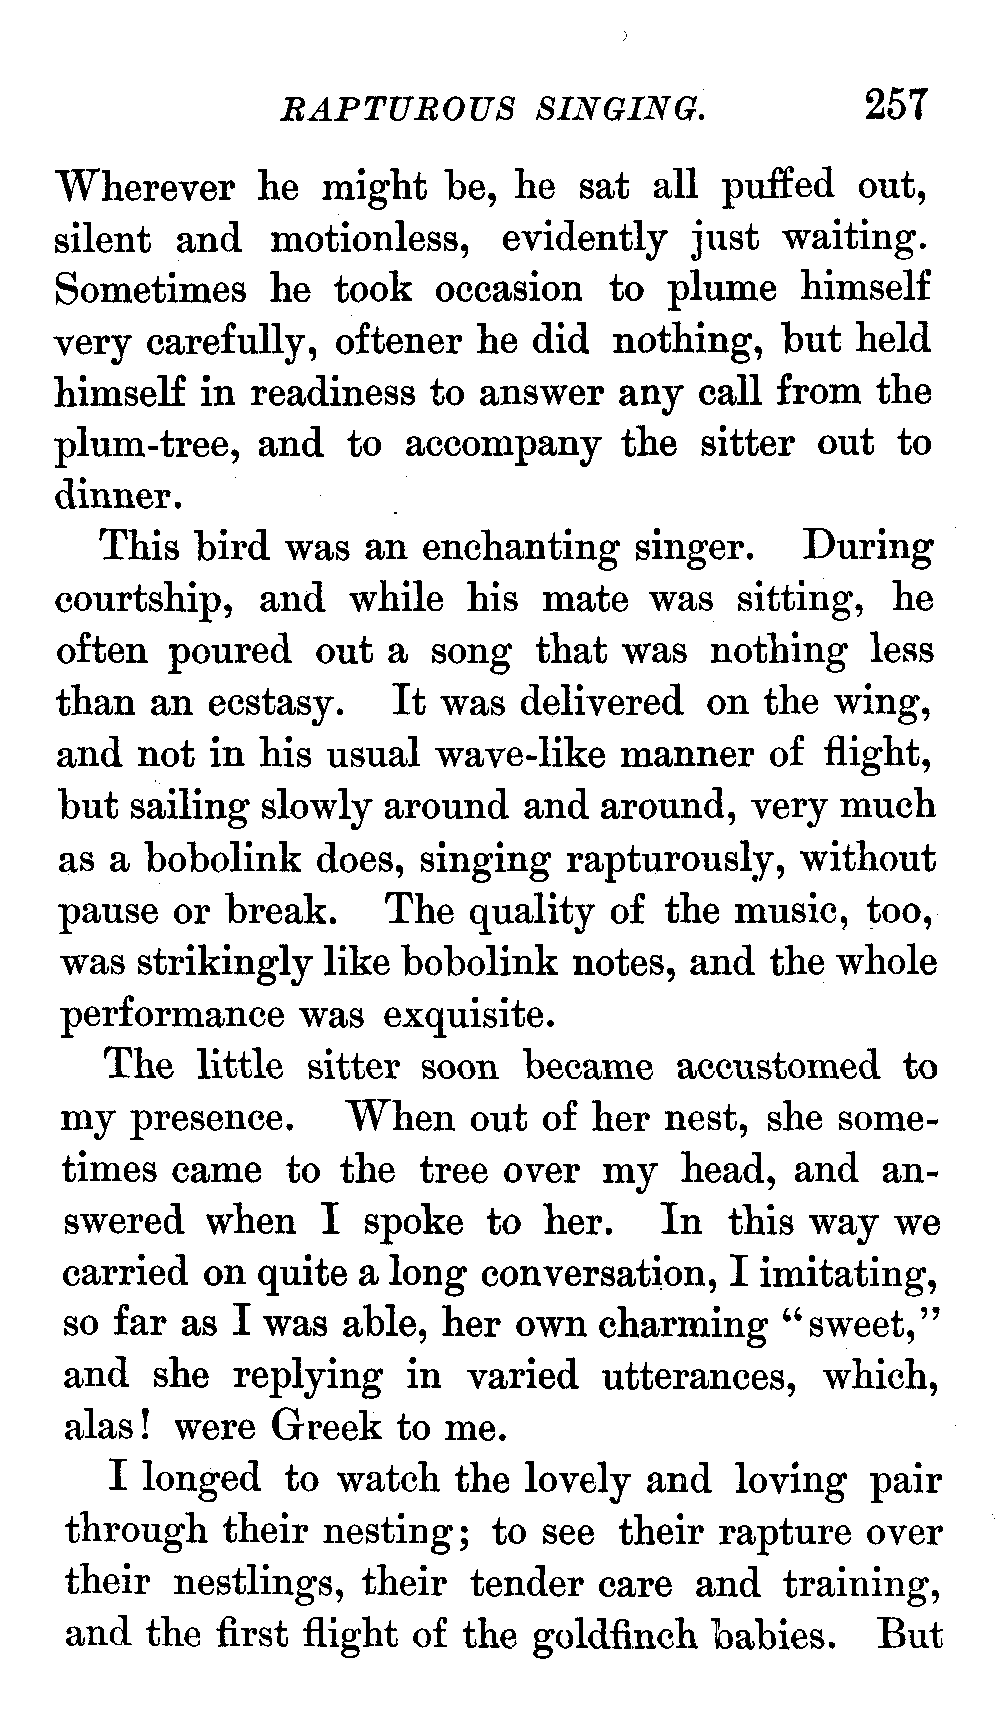 RAPTUROUS SINGING. 257
Wherever he might be, he sat all puffed out,
silent and motionless, evidently just waiting.
Sometimes he took occasion to plume himself
very carefully, oftener he did nothing, but held
himself in readiness to answer any call from the
plum-tree, and to accompany the sitter out to
dinner.
This bird was an enchanting singer. During
courtship, and while his mate was sitting, he
often poured out a song that was nothing less
than an ecstasy. It was delivered on the wing,
and not in his usual wave-like manner of flight,
but sailing slowly around and around, very much
as a bobolink does, singing rapturously, without
pause or break. The quality of the music, too,
was strikingly like bobolink notes, and the whole
performance was exquisite.
The little sitter soon became accustomed to
my presence. When out of her nest, she some-
times came to the tree over my head, and an-
swered when I spoke to her. In this way we
carried on quite a long conversation, I imitating,
so far as I was able, her own charming “sweet,”
and she replying in varied utterances, which,
alas! were Greek to me.
I longed to watch the lovely and loving pair
through their nesting; to see their rapture over
their nestlings, their tender care and training,
and the first flight of the goldfinch babies. But